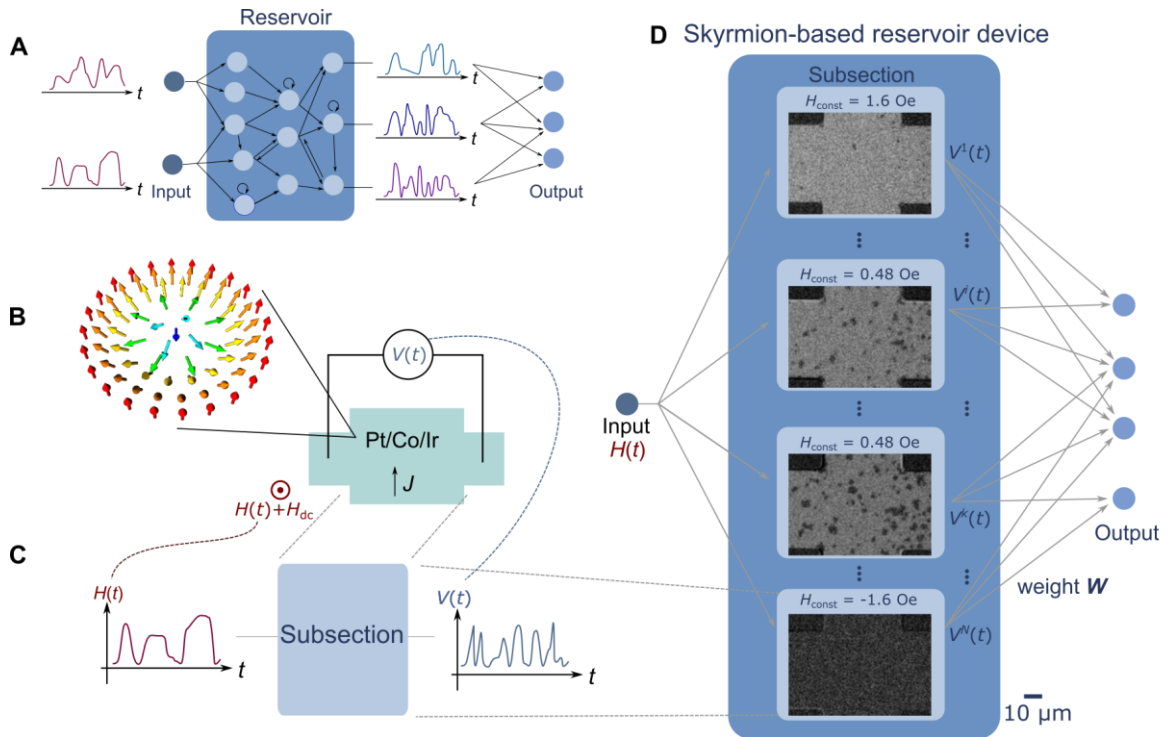 A
Reservoir
t
t
Input
t
t
t
Output
B
V(t)
Pt/Co/Ir
J
H(t)+H_dc
C
H(t)
t
Subsection
V(t)
t
D Skyrmion-based reservoir device
Subsection
H_const = 1.6 Oe
V^1(t)
H_const = 0.48 Oe
V^i(t)
Input
H(t)
H_const = 0.48 Oe
V^k(t)
Output
weight W
H_const = -1.6 Oe
V^N(t)
10 μm